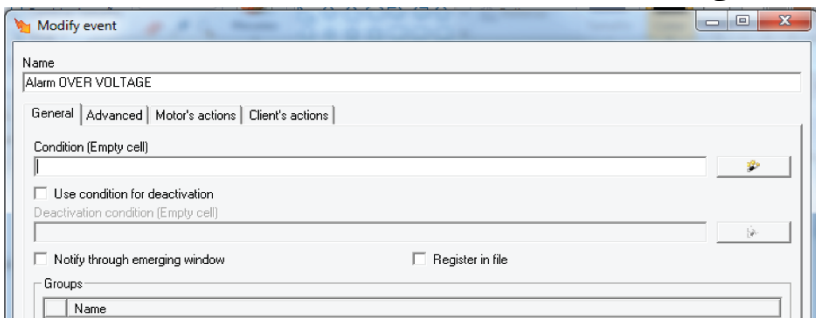 Modify event
Name
Alarm OVER VOLTAGE
General Advanced Motor's actions Client's actions
Condition (Empty cell)
Use condition for deactivation
Deactivation condition (Empty cell)
Notify through emerging window Register in file
Groups
Name